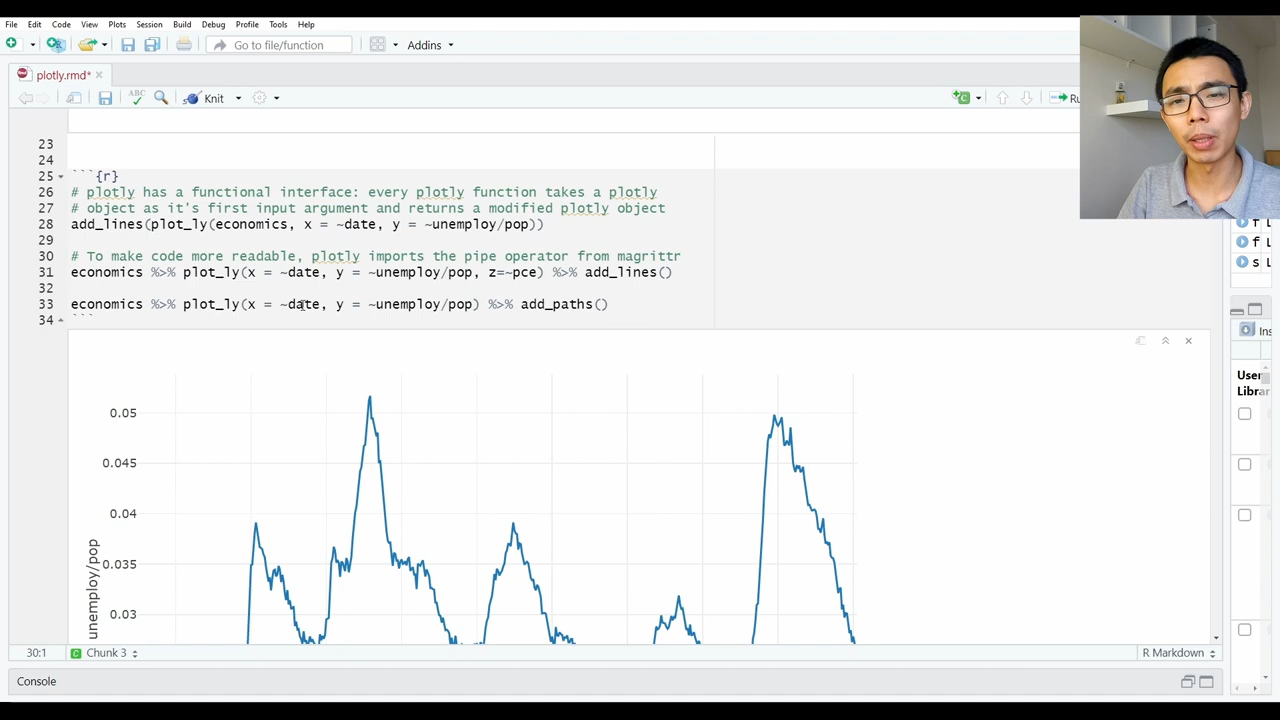 File Edit Code View Plots Session Build Debug Profile Tools Help
Go to file/function Addins
plotly.rmd*
ABC Knit Ru
23
24
25 ```{r}
26 # plotly has a functional interface: every plotly function takes a plotly
27 # object as it's first input argument and returns a modified plotly object
28 add_lines(plot_ly(economics, x = ~date, y = ~unemploy/pop))
29
30 # To make code more readable, plotly imports the pipe operator from magrittr
31 economics %>% plot_ly(x = ~date, y = ~unemploy/pop, z=~pce) %>% add_lines()
32
33 economics %>% plot_ly(x = ~date, y = ~unemploy/pop) %>% add_paths()
34 ```
f L
f L
s L
Ins
User
Librar
0.05
0.045
0.04
0.035
0.03
unemploy/pop
30:1 C Chunk 3 R Markdown
Console